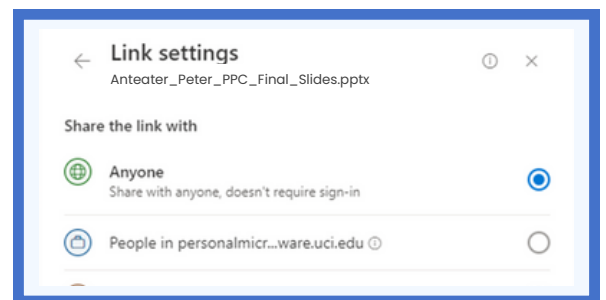 Link settings
Anteater_Peter_PPC_Final_Slides.pptx
Share the link with
Anyone
Share with anyone, doesn't require sign-in
People in personalmicr...ware.uci.edu